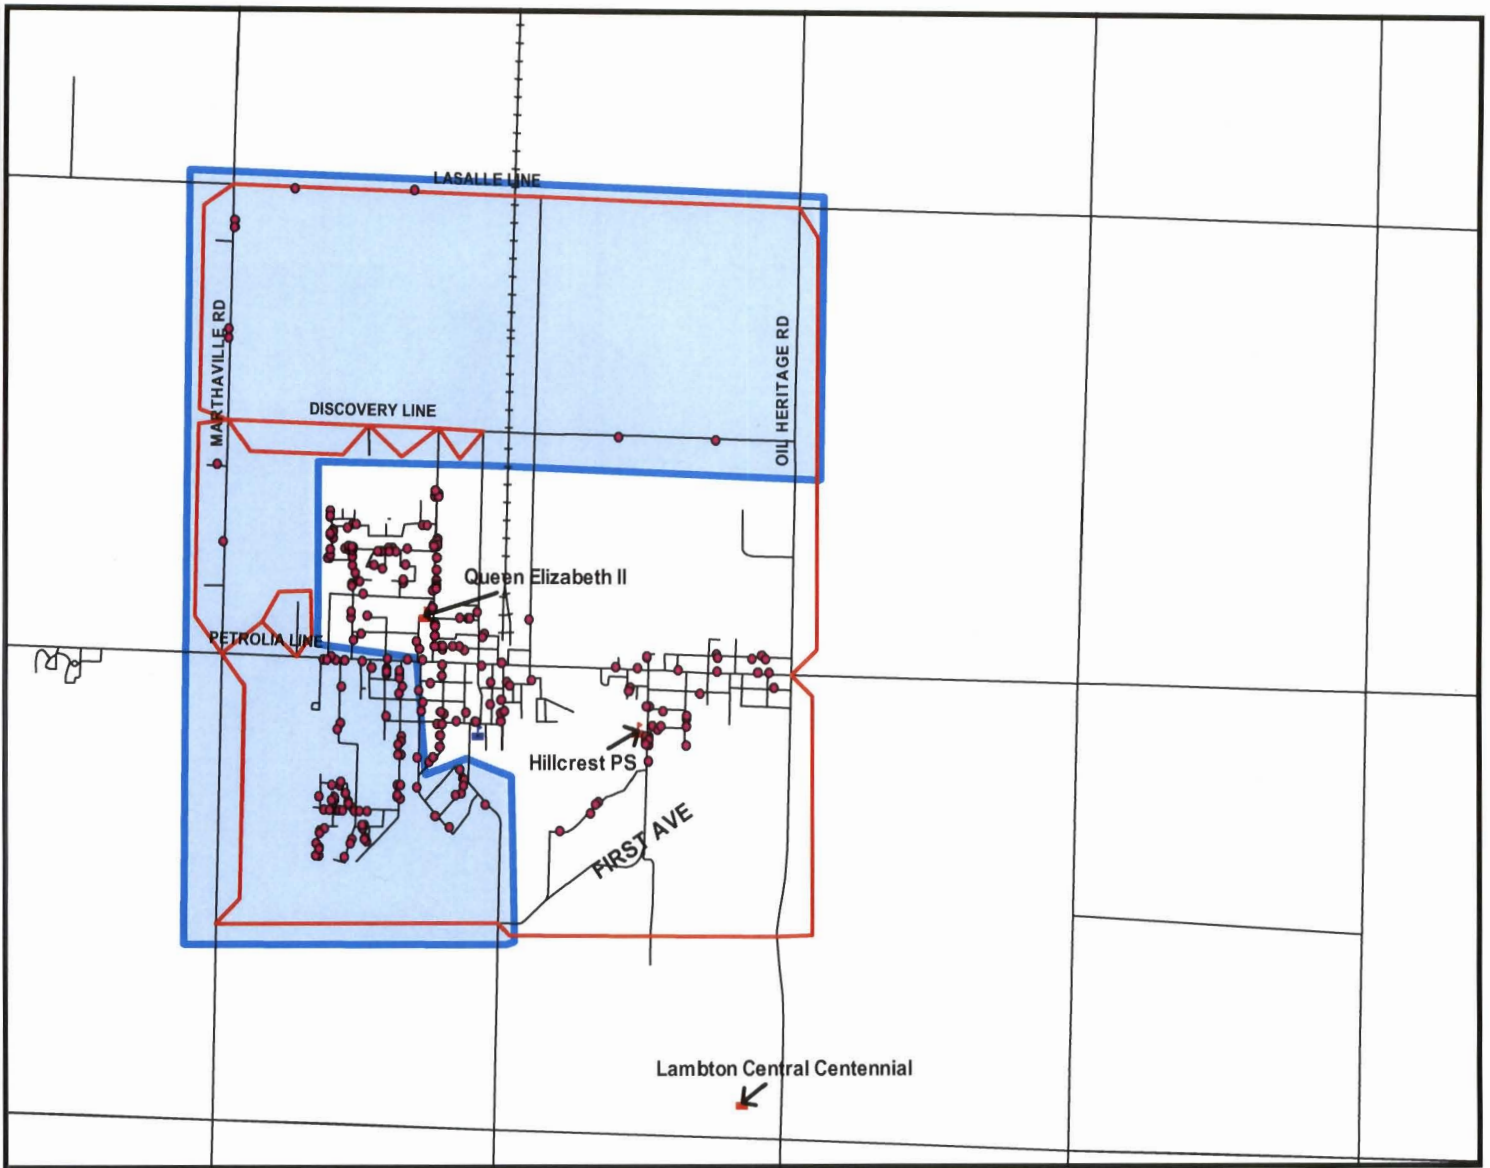 LASALLE LINE
MARTHAVILLE RD
OIL HERITAGE RD
DISCOVERY LINE
Queen Elizabeth II
PETROLIA LINE
Hillcrest PS
FIRST AVE
Lambton Central Centennial